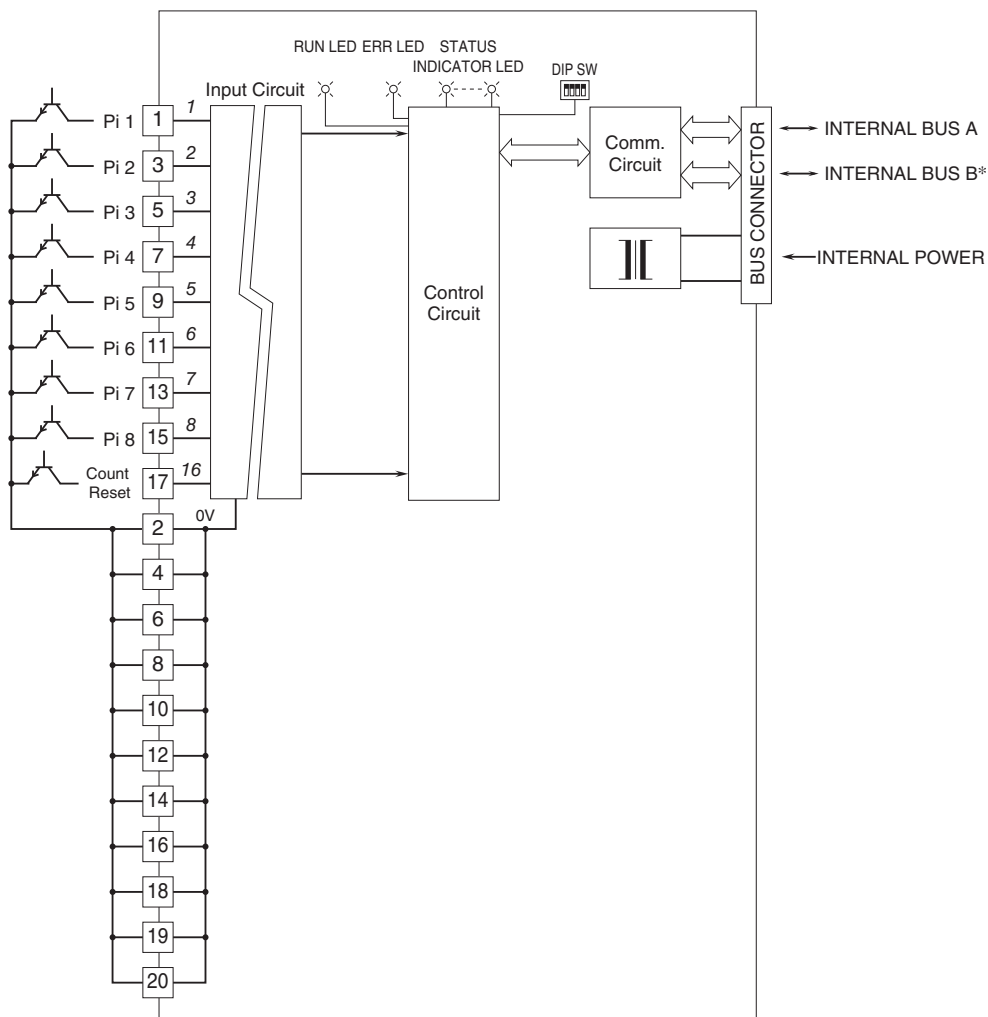 RUN LED ERR LED STATUS
INDICATOR LED
DIP SW
Input Circuit
Pi 1 1 1
Pi 2 3 2
Pi 3 5 3
Pi 4 7 4
Pi 5 9 5
Pi 6 11 6
Pi 7 13 7
Pi 8 15 8
Count
Reset
17 16
2 0V
4
6
8
10
12
14
16
18
19
20
Control
Circuit
Comm.
Circuit
BUS CONNECTOR
INTERNAL BUS A
INTERNAL BUS B*
INTERNAL POWER